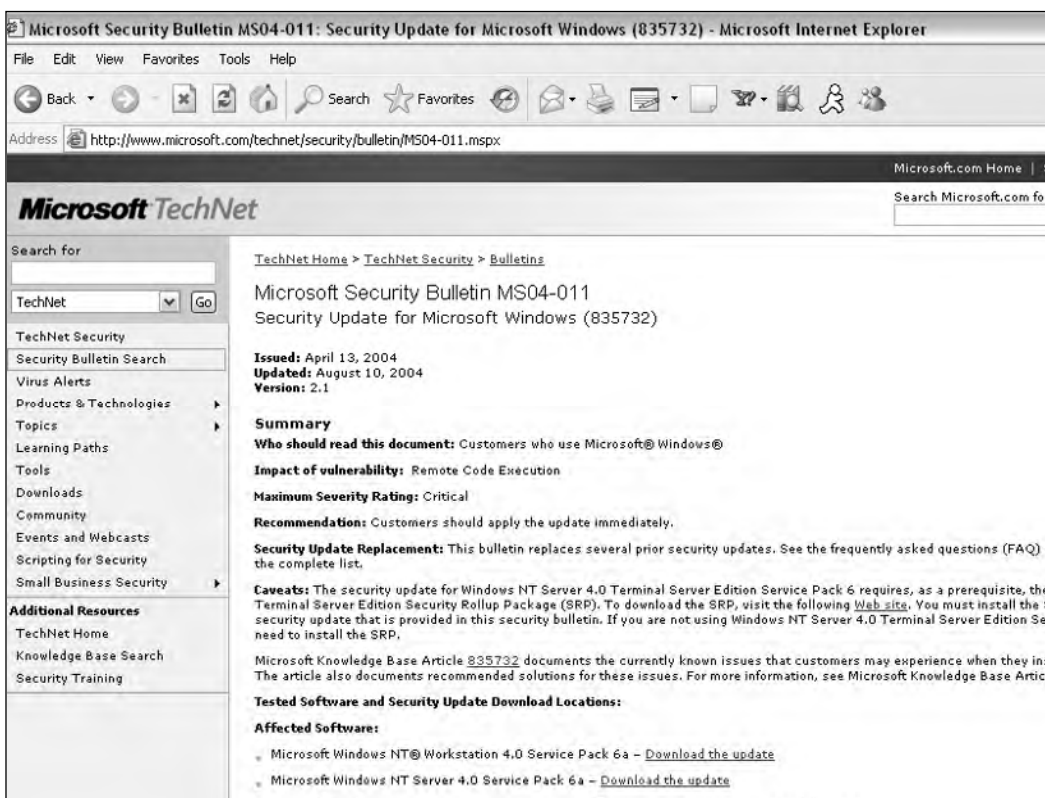 Microsoft Security Bulletin MS04-011: Security Update for Microsoft Windows (835732) - Microsoft Internet Explorer
File Edit View Favorites Tools Help
Back Search Favorites
Address http://www.microsoft.com/technet/security/bulletin/MS04-011.mspx
Microsoft.com Home |
Microsoft TechNet
Search Microsoft.com fo
Search for
TechNet Go
TechNet Security
Security Bulletin Search
Virus Alerts
Products & Technologies
Topics
Learning Paths
Tools
Downloads
Community
Events and Webcasts
Scripting for Security
Small Business Security
Additional Resources
TechNet Home
Knowledge Base Search
Security Training
TechNet Home > TechNet Security > Bulletins
Microsoft Security Bulletin MS04-011
Security Update for Microsoft Windows (835732)
Issued: April 13, 2004
Updated: August 10, 2004
Version: 2.1
Summary
Who should read this document: Customers who use Microsoft® Windows®
Impact of vulnerability: Remote Code Execution
Maximum Severity Rating: Critical
Recommendation: Customers should apply the update immediately.
Security Update Replacement: This bulletin replaces several prior security updates. See the frequently asked questions (FAQ)
the complete list.
Caveats: The security update for Windows NT Server 4.0 Terminal Server Edition Service Pack 6 requires, as a prerequisite, the
Terminal Server Edition Security Rollup Package (SRP). To download the SRP, visit the following Web site. You must install the
security update that is provided in this security bulletin. If you are not using Windows NT Server 4.0 Terminal Server Edition Se
need to install the SRP.
Microsoft Knowledge Base Article 835732 documents the currently known issues that customers may experience when they in
The article also documents recommended solutions for these issues. For more information, see Microsoft Knowledge Base Artic
Tested Software and Security Update Download Locations:
Affected Software:
Microsoft Windows NT® Workstation 4.0 Service Pack 6a – Download the update
Microsoft Windows NT Server 4.0 Service Pack 6a – Download the update